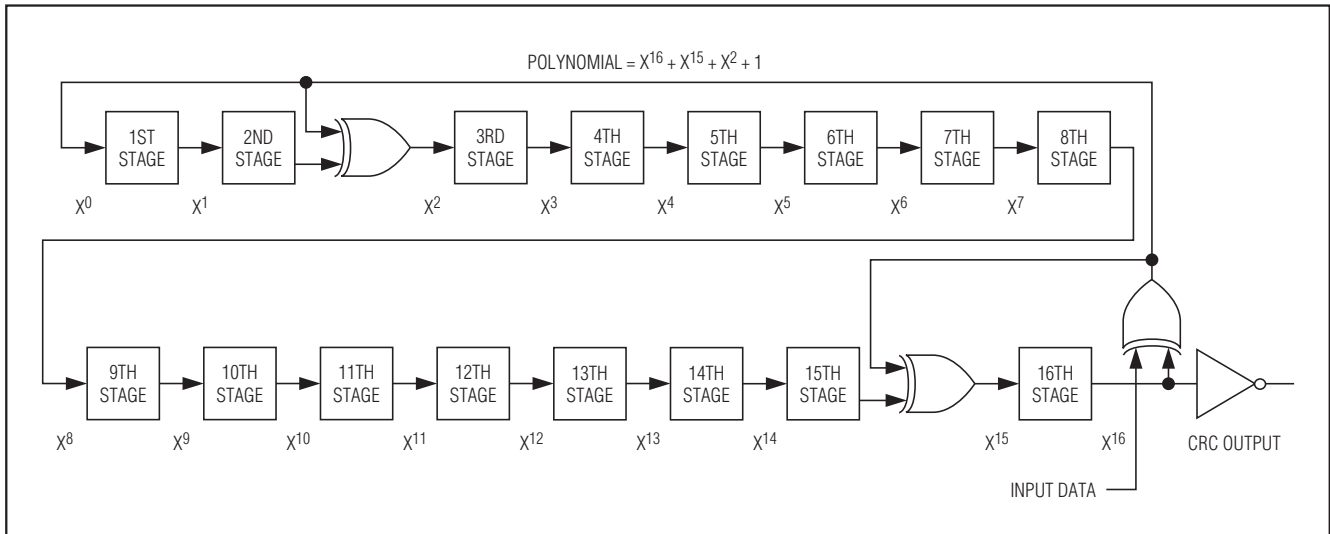 POLYNOMIAL = X¹⁶ + X¹⁵ + X² + 1
1ST
STAGE
2ND
STAGE
3RD
STAGE
4TH
STAGE
5TH
STAGE
6TH
STAGE
7TH
STAGE
8TH
STAGE
X⁰ X¹ X² X³ X⁴ X⁵ X⁶ X⁷
9TH
STAGE
10TH
STAGE
11TH
STAGE
12TH
STAGE
13TH
STAGE
14TH
STAGE
15TH
STAGE
16TH
STAGE
X⁸ X⁹ X¹⁰ X¹¹ X¹² X¹³ X¹⁴ X¹⁵ X¹⁶ CRC OUTPUT
INPUT DATA